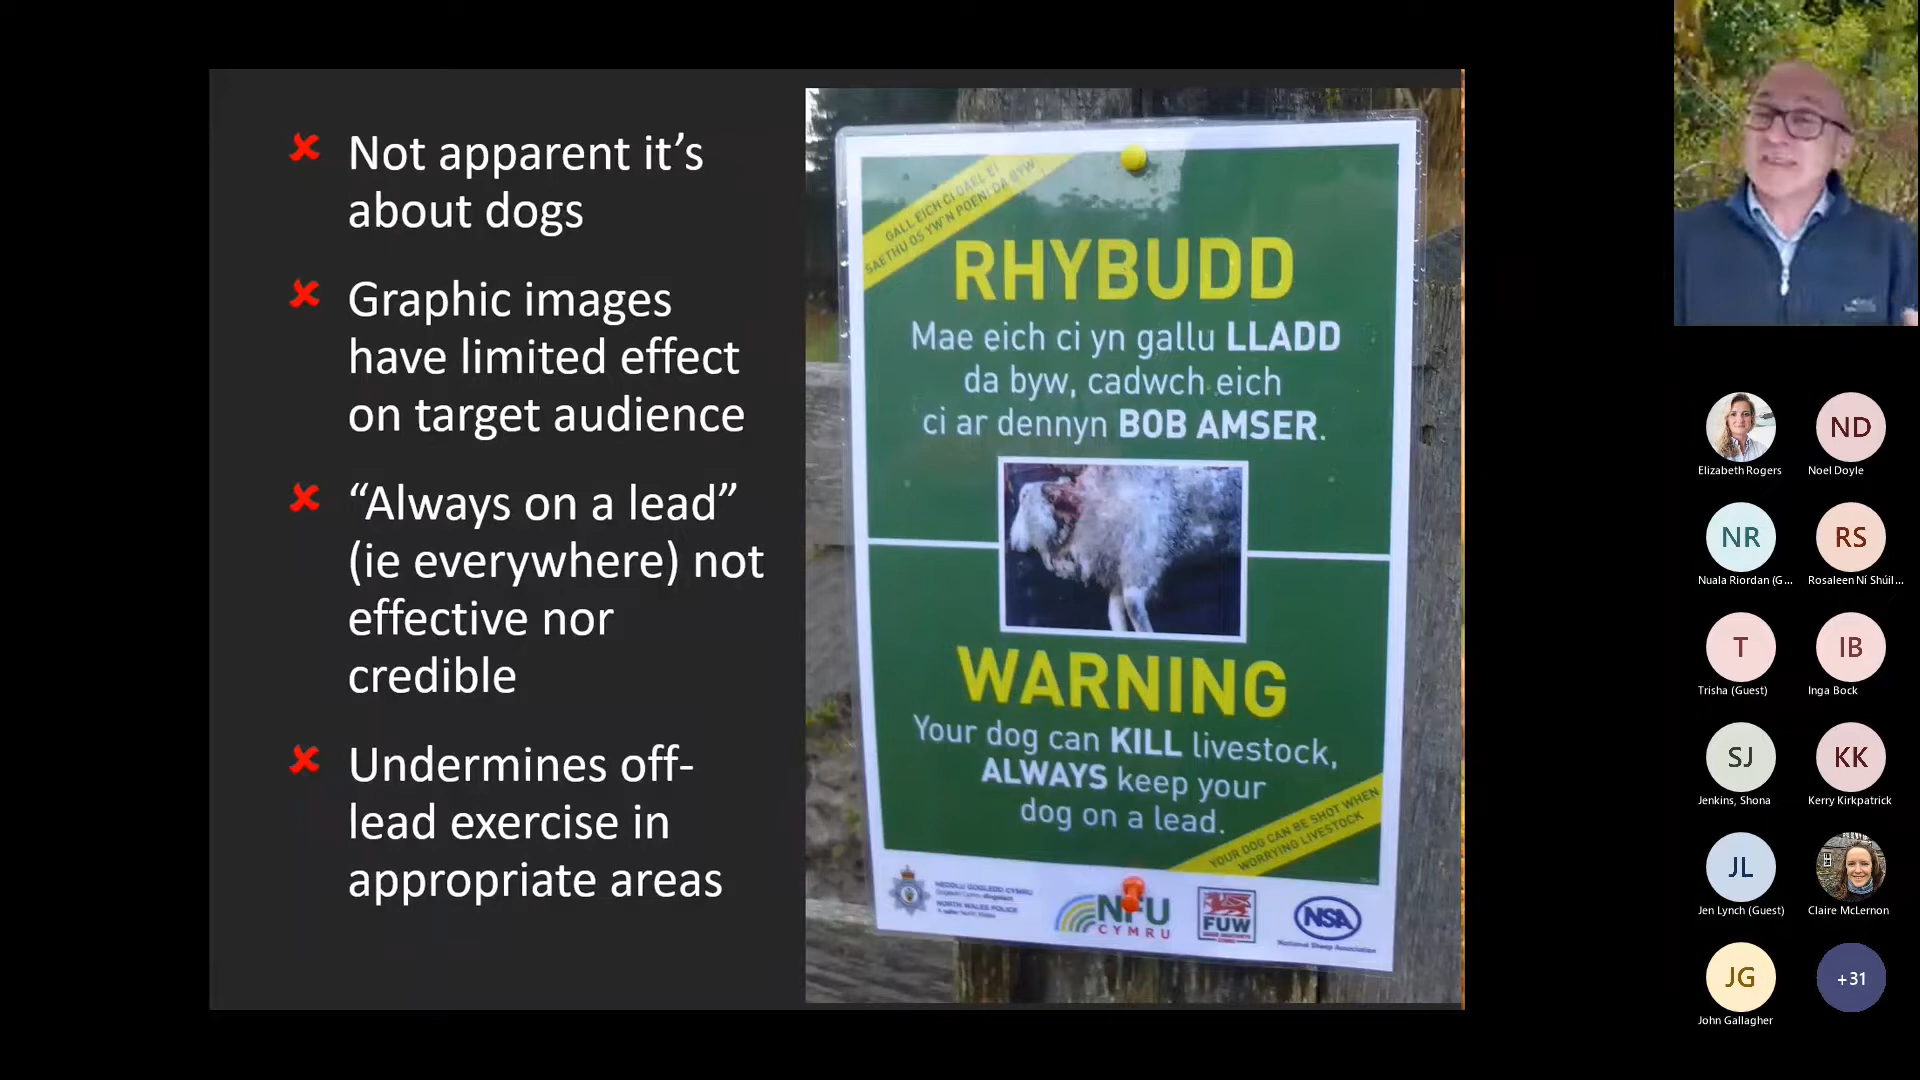 Not apparent it's
about dogs
Graphic images
have limited effect
on target audience
“Always on a lead”
(ie everywhere) not
effective nor
credible
Undermines off-
lead exercise in
appropriate areas
GALL EICH CI GAEL EI
SAETHU OS YW'N POENI DA BYW
RHYBUDD
Mae eich ci yn gallu LLADD
da byw, cadwch eich
ci ar dennyn BOB AMSER.
WARNING
Your dog can KILL livestock,
ALWAYS keep your
dog on a lead.
YOUR DOG CAN BE SHOT WHEN
WORRYING LIVESTOCK
HEDDLU GOGLEDD CYMRU
NORTH WALES POLICE
NFU
CYMRU
FUW
NSA
National Sheep Association
Elizabeth Rogers
ND
Noel Doyle
NR
Nuala Riordan (G...
RS
Rosaleen Ní Shúil...
T
Trisha (Guest)
IB
Inga Bock
SJ
Jenkins, Shona
KK
Kerry Kirkpatrick
JL
Jen Lynch (Guest)
Claire McLernon
JG
John Gallagher
+31